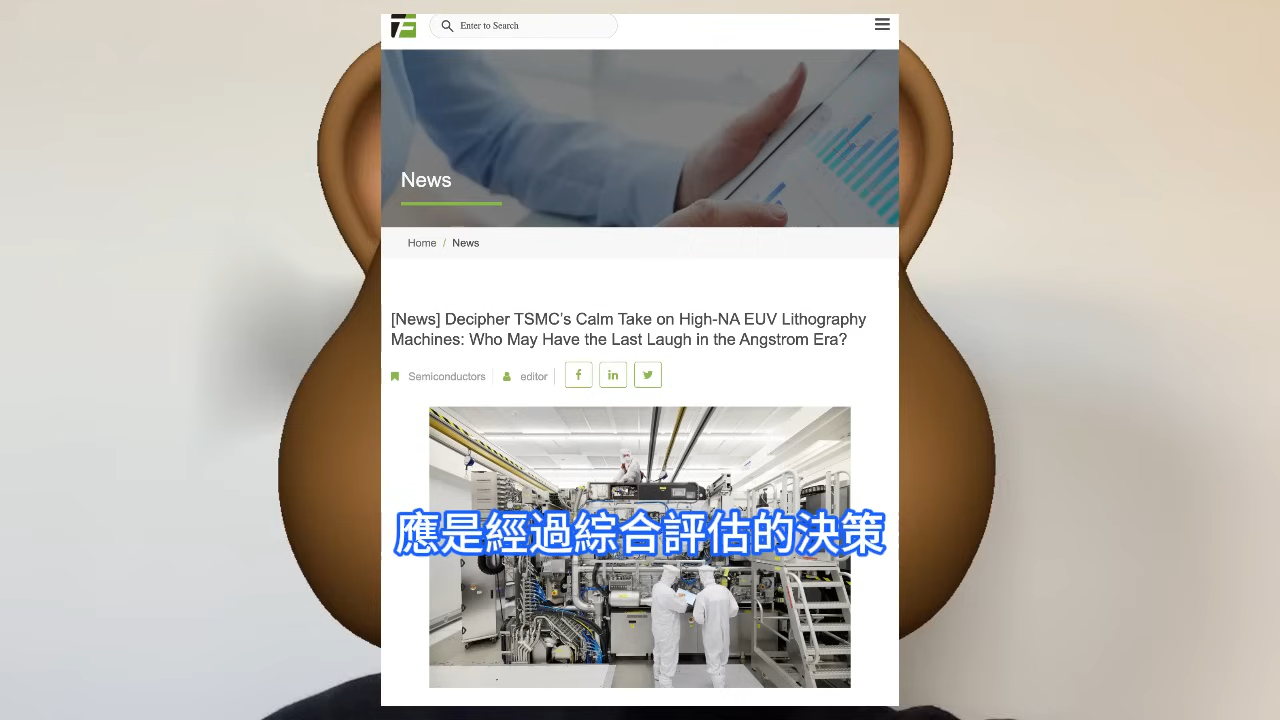 Enter to Search
News
Home / News
[News] Decipher TSMC's Calm Take on High-NA EUV Lithography
Machines: Who May Have the Last Laugh in the Angstrom Era?
Semiconductors editor
應是經過綜合評估的決策